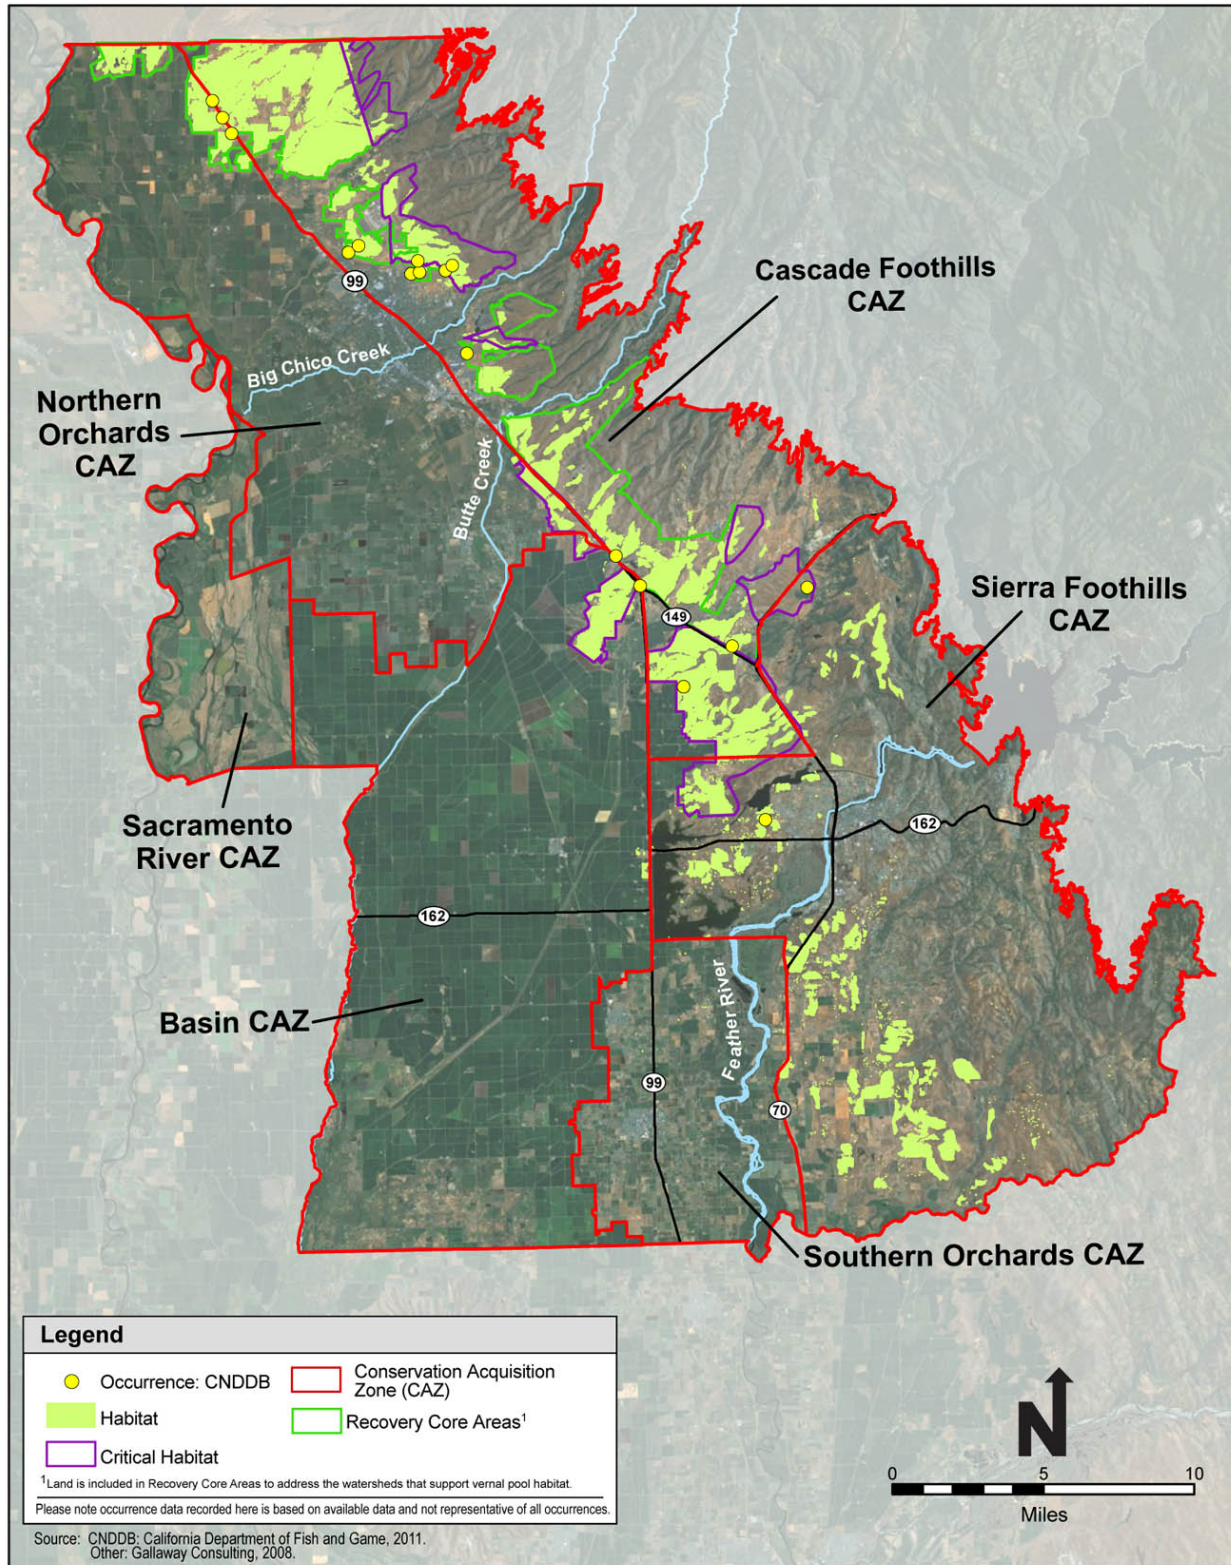 Cascade Foothills
CAZ
99
Big Chico Creek
Northern
Orchards
CAZ
Butte Creek
Sierra Foothills
CAZ
149
Sacramento
River CAZ
162
162
Basin CAZ
Feather River
99
70
Southern Orchards CAZ
Legend
Occurrence: CNDDB
Conservation Acquisition
Zone (CAZ)
Habitat
Recovery Core Areas¹
Critical Habitat
¹Land is included in Recovery Core Areas to address the watersheds that support vernal pool habitat.
Please note occurrence data recorded here is based on available data and not representative of all occurrences.
N
0 5 10
Miles
Source: CNDDB: California Department of Fish and Game, 2011.
Other: Gallaway Consulting, 2008.